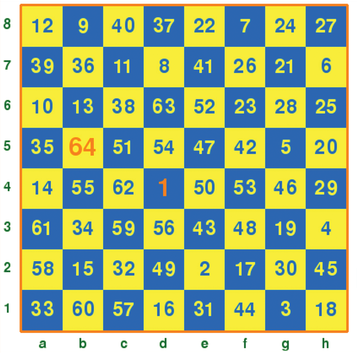 8 12 9 40 37 22 7 24 27
7 39 36 11 8 41 26 21 6
6 10 13 38 63 52 23 28 25
5 35 64 51 54 47 42 5 20
4 14 55 62 1 50 53 46 29
3 61 34 59 56 43 48 19 4
2 58 15 32 49 2 17 30 45
1 33 60 57 16 31 44 3 18
a b c d e f g h